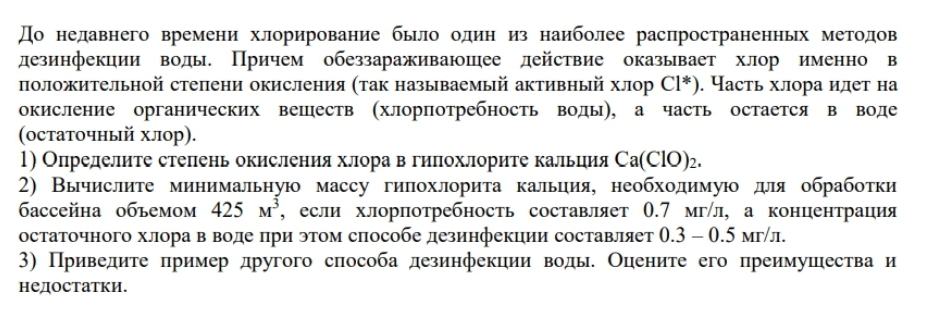 До недавнего времени хлорирование было один из наиболее распространенных методов
дезинфекции воды. Причем обеззараживающее действие оказывает хлор именно в
положительной степени окисления (так называемый активный хлор Cl*). Часть хлора идет на
окисление органических веществ (хлорпотребность воды), а часть остается в воде
(остаточный хлор).
1) Определите степень окисления хлора в гипохлорите кальция Ca(ClO)₂.
2) Вычислите минимальную массу гипохлорита кальция, необходимую для обработки
бассейна объемом 425 м³, если хлорпотребность составляет 0.7 мг/л, а концентрация
остаточного хлора в воде при этом способе дезинфекции составляет 0.3 – 0.5 мг/л.
3) Приведите пример другого способа дезинфекции воды. Оцените его преимущества и
недостатки.